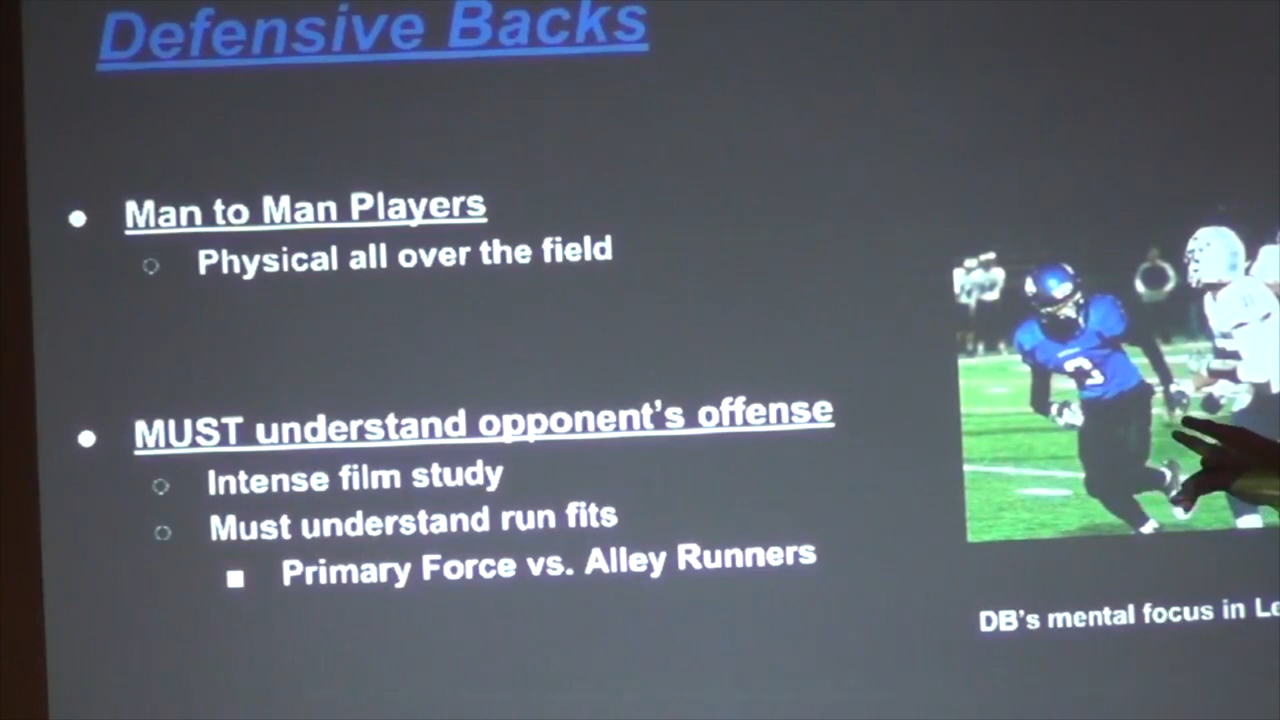 Defensive Backs
Man to Man Players
Physical all over the field
MUST understand opponent's offense
Intense film study
Must understand run fits
Primary Force vs. Alley Runners
3
DB's mental focus in